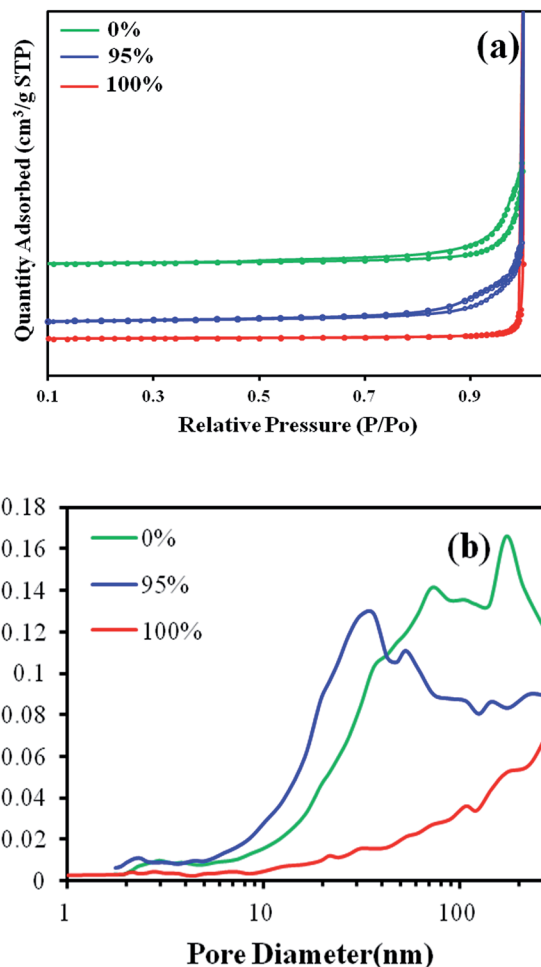 0%
95%
100%
(a)
Quantity Adsorbed (cm³/g STP)
0.1 0.3 0.5 0.7 0.9
Relative Pressure (P/Po)
0.18
0.16
0.14
0.12
0.1
0.08
0.06
0.04
0.02
0
0%
95%
100%
(b)
1 10 100
Pore Diameter(nm)